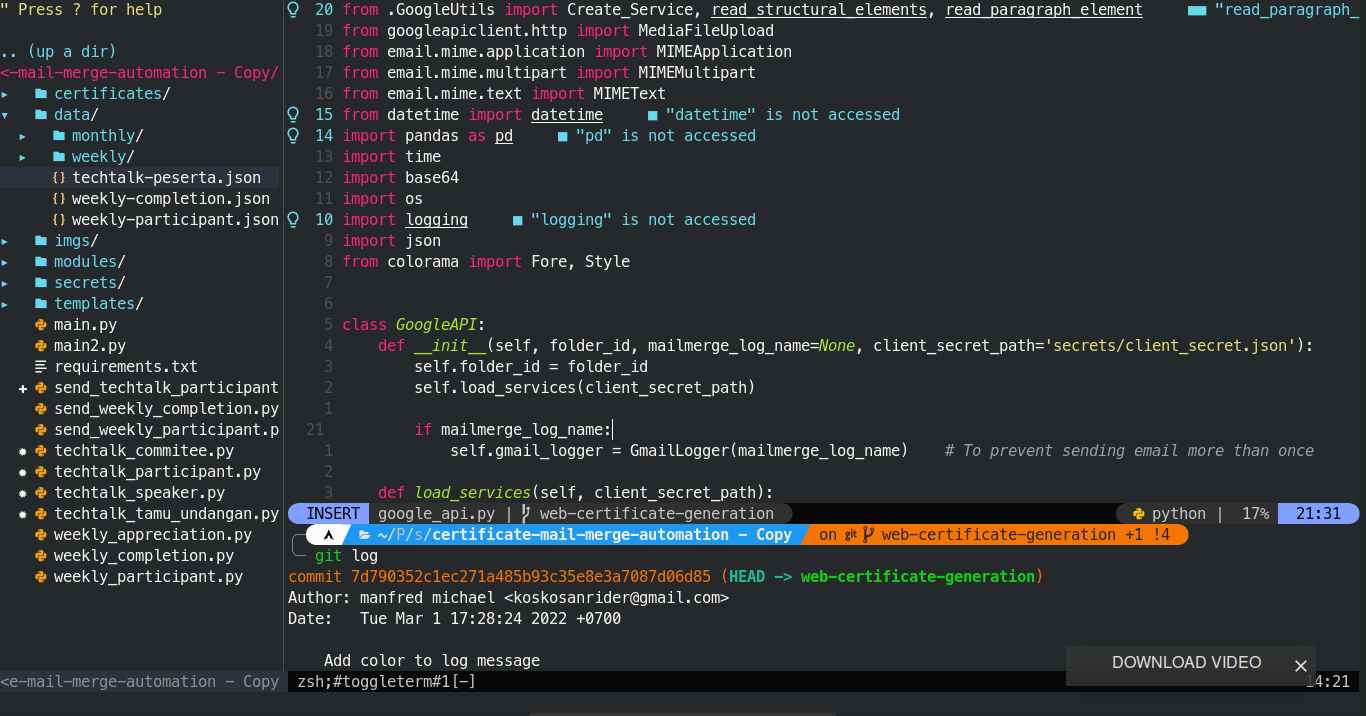 " Press ? for help
.. (up a dir)
<-mail-merge-automation - Copy/
certificates/
data/
monthly/
weekly/
{} techtalk-peserta.json
{} weekly-completion.json
{} weekly-participant.json
imgs/
modules/
secrets/
templates/
main.py
main2.py
requirements.txt
+ send_techtalk_participant
send_weekly_completion.py
send_weekly_participant.p
techtalk_commitee.py
techtalk_participant.py
techtalk_speaker.py
techtalk_tamu_undangan.py
weekly_appreciation.py
weekly_completion.py
weekly_participant.py
<e-mail-merge-automation - Copy
20 from .GoogleUtils import Create_Service, read_structural_elements, read_paragraph_element ■■ "read_paragraph_
19 from googleapiclient.http import MediaFileUpload
18 from email.mime.application import MIMEApplication
17 from email.mime.multipart import MIMEMultipart
16 from email.mime.text import MIMEText
15 from datetime import datetime ■ "datetime" is not accessed
14 import pandas as pd ■ "pd" is not accessed
13 import time
12 import base64
11 import os
10 import logging ■ "logging" is not accessed
9 import json
8 from colorama import Fore, Style
7
6
5 class GoogleAPI:
4 def __init__(self, folder_id, mailmerge_log_name=None, client_secret_path='secrets/client_secret.json'):
3 self.folder_id = folder_id
2 self.load_services(client_secret_path)
1
21 if mailmerge_log_name:
1 self.gmail_logger = GmailLogger(mailmerge_log_name) # To prevent sending email more than once
2
3 def load_services(self, client_secret_path):
INSERT google_api.py | web-certificate-generation python | 17% 21:31
~/P/s/certificate-mail-merge-automation - Copy on git web-certificate-generation +1 !4
git log
commit 7d790352c1ec271a485b93c35e8e3a7087d06d85 (HEAD -> web-certificate-generation)
Author: manfred michael <koskosanrider@gmail.com>
Date: Tue Mar 1 17:28:24 2022 +0700
Add color to log message
DOWNLOAD VIDEO ×
zsh;#toggleterm#1[-] 14:21